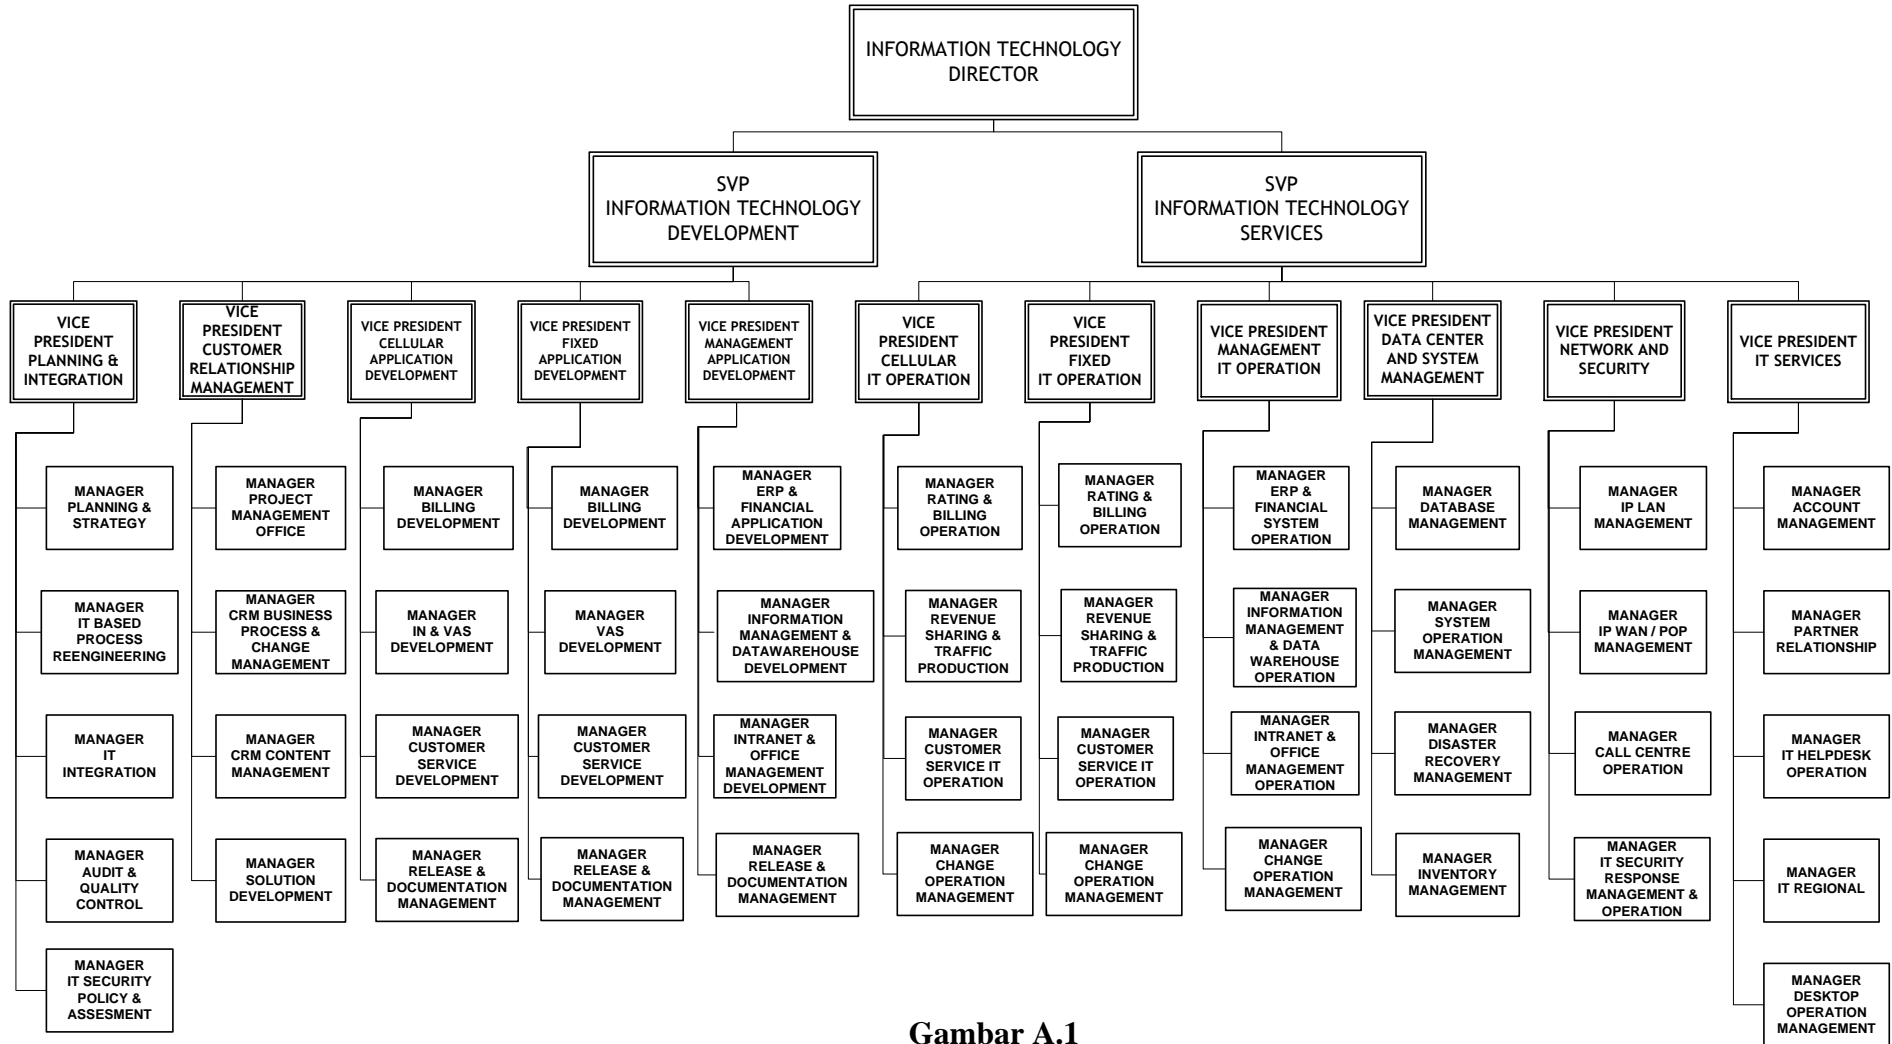 INFORMATION TECHNOLOGY
DIRECTOR
SVP
INFORMATION TECHNOLOGY
DEVELOPMENT
SVP
INFORMATION TECHNOLOGY
SERVICES
VICE
PRESIDENT
PLANNING &
INTEGRATION
VICE
PRESIDENT
CUSTOMER
RELATIONSHIP
MANAGEMENT
VICE PRESIDENT
CELLULAR
APPLICATION
DEVELOPMENT
VICE PRESIDENT
FIXED
APPLICATION
DEVELOPMENT
VICE PRESIDENT
MANAGEMENT
APPLICATION
DEVELOPMENT
VICE
PRESIDENT
CELLULAR
IT OPERATION
VICE
PRESIDENT
FIXED
IT OPERATION
VICE PRESIDENT
MANAGEMENT
IT OPERATION
VICE PRESIDENT
DATA CENTER
AND SYSTEM
MANAGEMENT
VICE PRESIDENT
NETWORK AND
SECURITY
VICE PRESIDENT
IT SERVICES
MANAGER
PLANNING &
STRATEGY
MANAGER
PROJECT
MANAGEMENT
OFFICE
MANAGER
BILLING
DEVELOPMENT
MANAGER
BILLING
DEVELOPMENT
MANAGER
ERP &
FINANCIAL
APPLICATION
DEVELOPMENT
MANAGER
RATING &
BILLING
OPERATION
MANAGER
RATING &
BILLING
OPERATION
MANAGER
ERP &
FINANCIAL
SYSTEM
OPERATION
MANAGER
DATABASE
MANAGEMENT
MANAGER
IP LAN
MANAGEMENT
MANAGER
ACCOUNT
MANAGEMENT
MANAGER
IT BASED
PROCESS
REENGINEERING
MANAGER
CRM BUSINESS
PROCESS &
CHANGE
MANAGEMENT
MANAGER
IN & VAS
DEVELOPMENT
MANAGER
VAS
DEVELOPMENT
MANAGER
INFORMATION
MANAGEMENT &
DATAWAREHOUSE
DEVELOPMENT
MANAGER
REVENUE
SHARING &
TRAFFIC
PRODUCTION
MANAGER
REVENUE
SHARING &
TRAFFIC
PRODUCTION
MANAGER
INFORMATION
MANAGEMENT
& DATA
WAREHOUSE
OPERATION
MANAGER
SYSTEM
OPERATION
MANAGEMENT
MANAGER
IP WAN / POP
MANAGEMENT
MANAGER
PARTNER
RELATIONSHIP
MANAGER
IT
INTEGRATION
MANAGER
CRM CONTENT
MANAGEMENT
MANAGER
CUSTOMER
SERVICE
DEVELOPMENT
MANAGER
CUSTOMER
SERVICE
DEVELOPMENT
MANAGER
INTRANET &
OFFICE
MANAGEMENT
DEVELOPMENT
MANAGER
CUSTOMER
SERVICE IT
OPERATION
MANAGER
CUSTOMER
SERVICE IT
OPERATION
MANAGER
INTRANET &
OFFICE
MANAGEMENT
OPERATION
MANAGER
DISASTER
RECOVERY
MANAGEMENT
MANAGER
CALL CENTRE
OPERATION
MANAGER
IT HELPDESK
OPERATION
MANAGER
AUDIT &
QUALITY
CONTROL
MANAGER
SOLUTION
DEVELOPMENT
MANAGER
RELEASE &
DOCUMENTATION
MANAGEMENT
MANAGER
RELEASE &
DOCUMENTATION
MANAGEMENT
MANAGER
RELEASE &
DOCUMENTATION
MANAGEMENT
MANAGER
CHANGE
OPERATION
MANAGEMENT
MANAGER
CHANGE
OPERATION
MANAGEMENT
MANAGER
CHANGE
OPERATION
MANAGEMENT
MANAGER
INVENTORY
MANAGEMENT
MANAGER
IT SECURITY
RESPONSE
MANAGEMENT &
OPERATION
MANAGER
IT REGIONAL
MANAGER
IT SECURITY
POLICY &
ASSESMENT
MANAGER
DESKTOP
OPERATION
MANAGEMENT
Gambar A.1